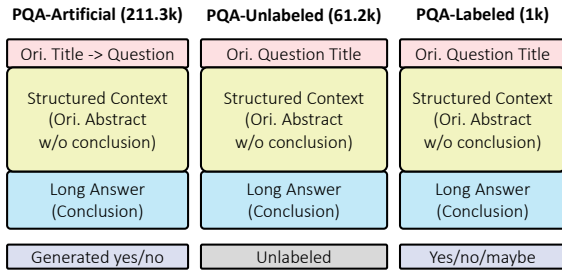 PQA-Artificial (211.3k)
Ori. Title -> Question
Structured Context
(Ori. Abstract
w/o conclusion)
Long Answer
(Conclusion)
Generated yes/no
PQA-Unlabeled (61.2k)
Ori. Question Title
Structured Context
(Ori. Abstract
w/o conclusion)
Long Answer
(Conclusion)
Unlabeled
PQA-Labeled (1k)
Ori. Question Title
Structured Context
(Ori. Abstract
w/o conclusion)
Long Answer
(Conclusion)
Yes/no/maybe